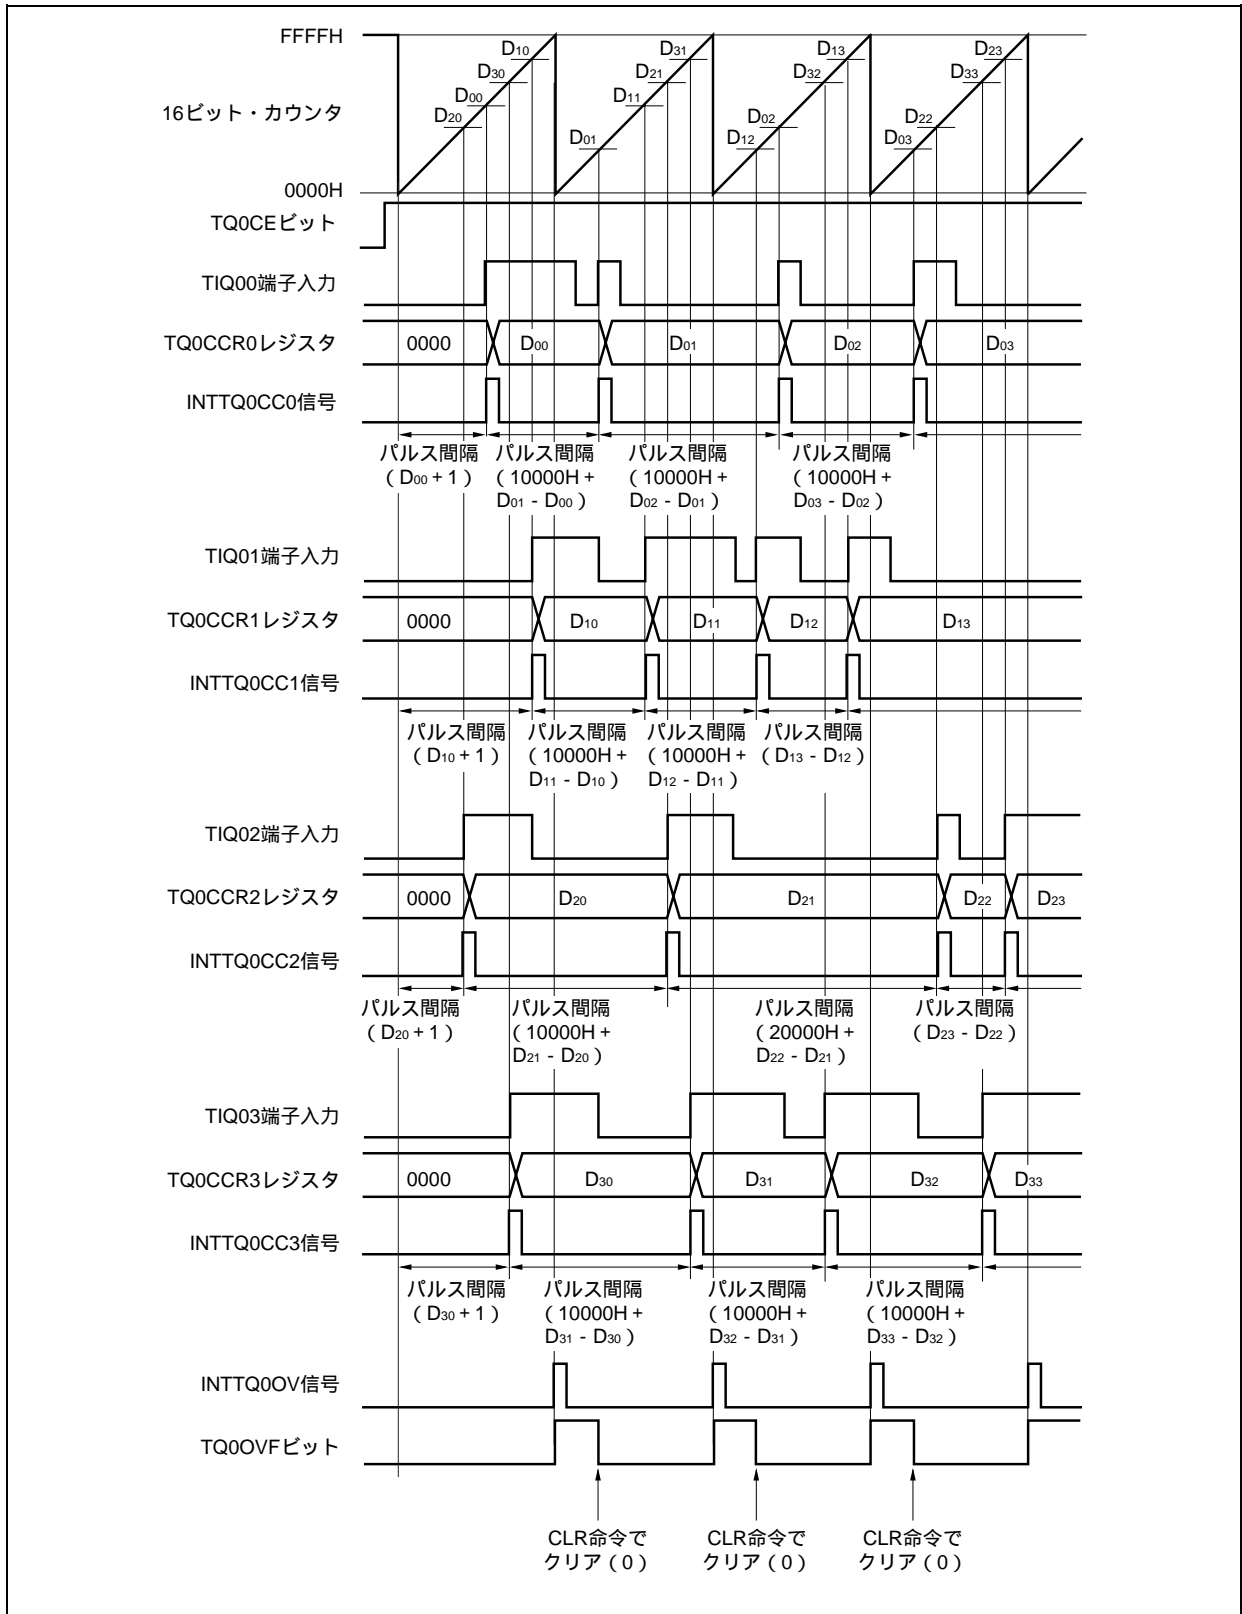 FFFFH
D10
D31
D13
D23
D30
D21
D32
D33
16ビット・カウンタ
D00
D11
D20
D02
D22
D01
D12
D03
0000H
TQ0CEビット
TIQ00端子入力
TQ0CCR0レジスタ
0000
D00
D01
D02
D03
INTTQ0CC0信号
パルス間隔
(D00+1)
パルス間隔
(10000H+
D01 - D00)
パルス間隔
(10000H+
D02 - D01)
パルス間隔
(10000H+
D03 - D02)
TIQ01端子入力
TQ0CCR1レジスタ
0000
D10
D11
D12
D13
INTTQ0CC1信号
パルス間隔
(D10+1)
パルス間隔
(10000H+
D11 - D10)
パルス間隔
(10000H+
D12 - D11)
パルス間隔
(D13 - D12)
TIQ02端子入力
TQ0CCR2レジスタ
0000
D20
D21
D22
D23
INTTQ0CC2信号
パルス間隔
(D20+1)
パルス間隔
(10000H+
D21 - D20)
パルス間隔
(20000H+
D22 - D21)
パルス間隔
(D23 - D22)
TIQ03端子入力
TQ0CCR3レジスタ
0000
D30
D31
D32
D33
INTTQ0CC3信号
パルス間隔
(D30+1)
パルス間隔
(10000H+
D31 - D30)
パルス間隔
(10000H+
D32 - D31)
パルス間隔
(10000H+
D33 - D32)
INTTQ0OV信号
TQ0OVFビット
CLR命令で
クリア(0)
CLR命令で
クリア(0)
CLR命令で
クリア(0)